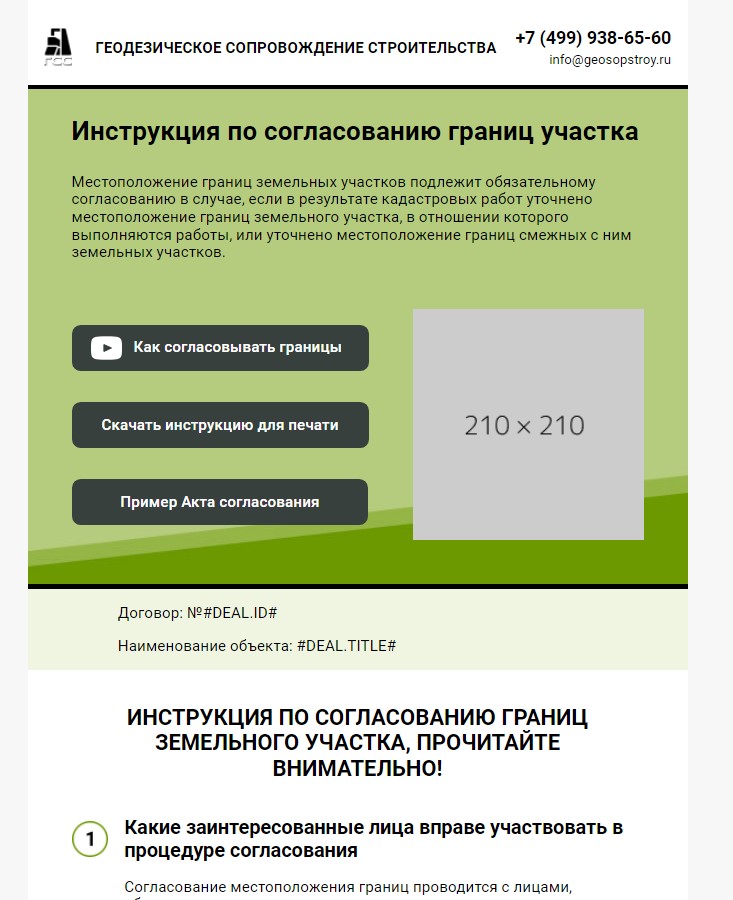 ГСС
ГЕОДЕЗИЧЕСКОЕ СОПРОВОЖДЕНИЕ СТРОИТЕЛЬСТВА
+7 (499) 938-65-60
info@geosopstroy.ru
Инструкция по согласованию границ участка
Местоположение границ земельных участков подлежит обязательному
согласованию в случае, если в результате кадастровых работ уточнено
местоположение границ земельного участка, в отношении которого
выполняются работы, или уточнено местоположение границ смежных с ним
земельных участков.
Как согласовывать границы
Скачать инструкцию для печати
Пример Акта согласования
210 × 210
Договор: №#DEAL.ID#
Наименование объекта: #DEAL.TITLE#
ИНСТРУКЦИЯ ПО СОГЛАСОВАНИЮ ГРАНИЦ
ЗЕМЕЛЬНОГО УЧАСТКА, ПРОЧИТАЙТЕ
ВНИМАТЕЛЬНО!
1
Какие заинтересованные лица вправе участвовать в
процедуре согласования
Согласование местоположения границ проводится с лицами,